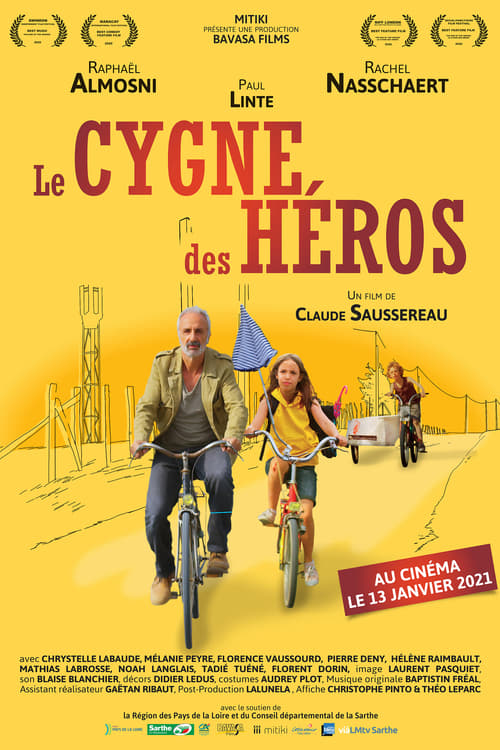 MITIKI
PRÉSENTE UNE PRODUCTION
BAVASA FILMS
RAPHAËL
ALMOSNI
PAUL
LINTE
RACHEL
NASSCHAERT
Le CYGNE
des HÉROS
UN FILM DE
CLAUDE SAUSSEREAU
AU CINÉMA
LE 13 JANVIER 2021
avec CHRYSTELLE LABAUDE, MÉLANIE PEYRE, FLORENCE VAUSSOURD, PIERRE DENY, HÉLÈNE RAIMBAULT,
MATHIAS LABROSSE, NOAH LANGLAIS, TADIÉ TUÉNÉ, FLORENT DORIN, image LAURENT PASQUIET,
son BLAISE BLANCHIER, décors DIDIER LEDUS, costumes AUDREY PLOT, Musique originale BAPTISTIN FRÉAL,
Assistant réalisateur GAËTAN RIBAUT, Post-Production LALUNELA , Affiche CHRISTOPHE PINTO & THÉO LEPARC
avec le soutien de
la Région des Pays de la Loire et du Conseil départemental de la Sarthe
PAYS DE LA LOIRE
Sarthe
mitiki
viàLMtv Sarthe